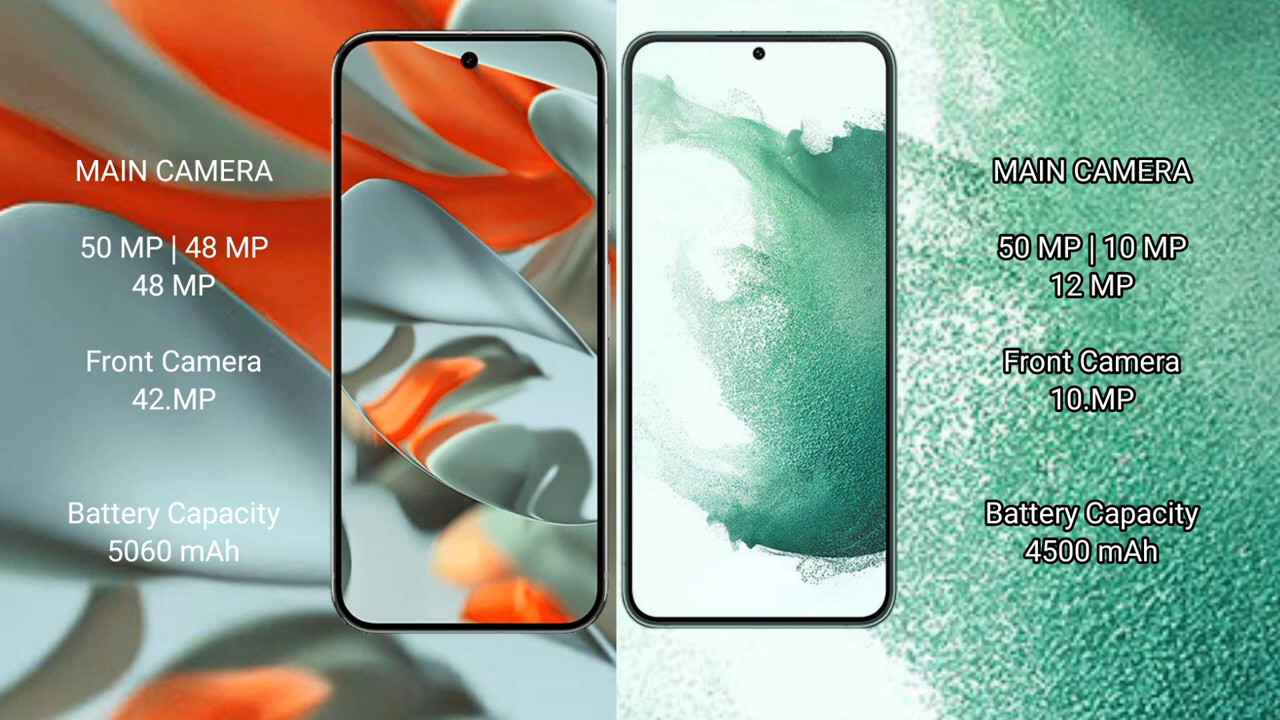 MAIN CAMERA
50 MP | 48 MP
48 MP
Front Camera
42.MP
Battery Capacity
5060 mAh
MAIN CAMERA
50 MP | 10 MP
12 MP
Front Camera
10.MP
Battery Capacity
4500 mAh